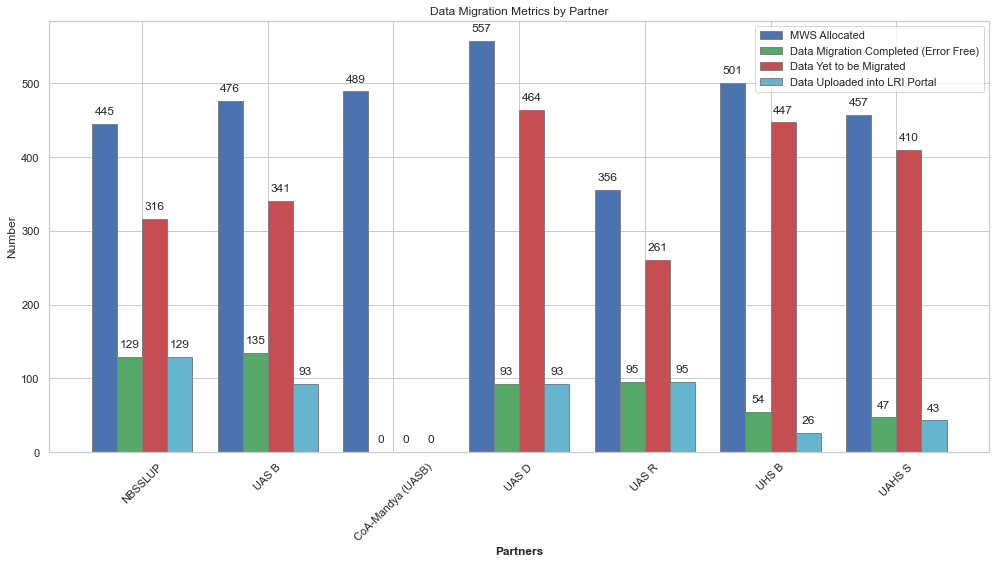 Data Migration Metrics by Partner
MWS Allocated
Data Migration Completed (Error Free)
Data Yet to be Migrated
Data Uploaded into LRI Portal
Number
500
400
300
200
100
0
445
129
316
129
476
135
341
93
489
0
0
0
557
93
464
93
356
95
261
95
501
54
447
26
457
47
410
43
NBSSLUP
UAS B
CoA-Mandya (UASB)
UAS D
UAS R
UHS B
UAHS S
Partners